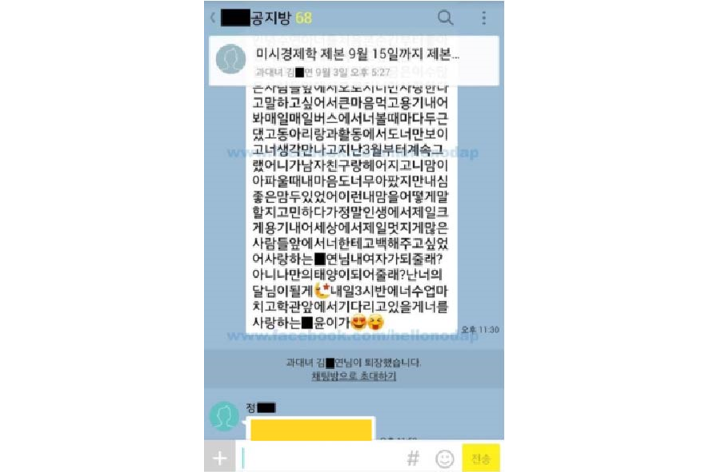 공지방 68
미시경제학 제본 9월 15일까지 제본...
과대녀 김 연 9월 3일 오후 5:27
은사람들앞에서오로지너만사랑한다
고말하고싶어서큰마음먹고용기내어
봐매일매일버스에서너볼때마다두근
댔고동아리랑과활동에서도너만보이
고너생각만나고지난3월부터계속그
랬어니가남자친구랑헤어지고니맘이
아파울때내마음도너무아팠지만내심
좋은맘두있었어이런내맘을어떻게말
할지고민하다가정말인생에서제일크
게용기내어세상에서제일멋지게많은
사람들앞에서너한테고백해주고싶었
어사랑하는 연님내여자가되줄래?
아니나만의태양이되어줄래?난너의
달님이될게 내일3시반에너수업마
치고학관앞에서기다리고있을게너를
사랑하는 윤이가
오후 11:30
www.facebook.com/hellonodap
www.facebook.com/hellonodap
과대녀 김 연님이 퇴장했습니다.
채팅방으로 초대하기
정
#
전송